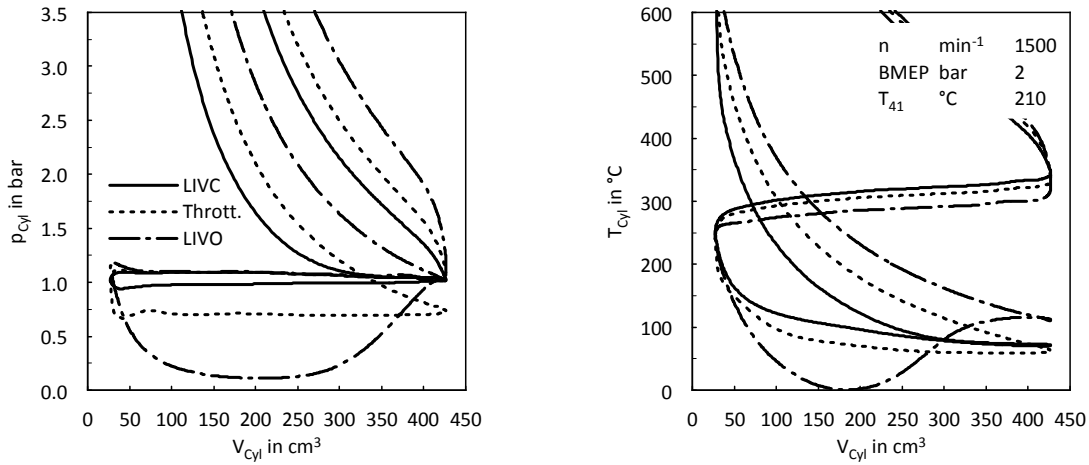 3.5
3.0
2.5
2.0
1.5
1.0
0.5
0.0
p_Cyl in bar
LIVC
Thrott.
LIVO
0 50 100 150 200 250 300 350 400 450
V_Cyl in cm³
600
500
400
300
200
100
0
T_Cyl in °C
n min⁻¹ 1500
BMEP bar 2
T₄₁ °C 210
0 50 100 150 200 250 300 350 400 450
V_Cyl in cm³